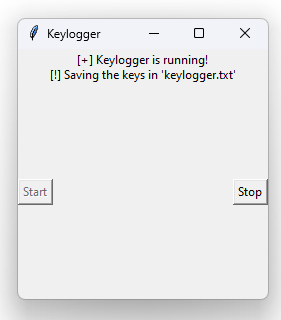 Keylogger
[+] Keylogger is running!
[!] Saving the keys in 'keylogger.txt'
Start
Stop